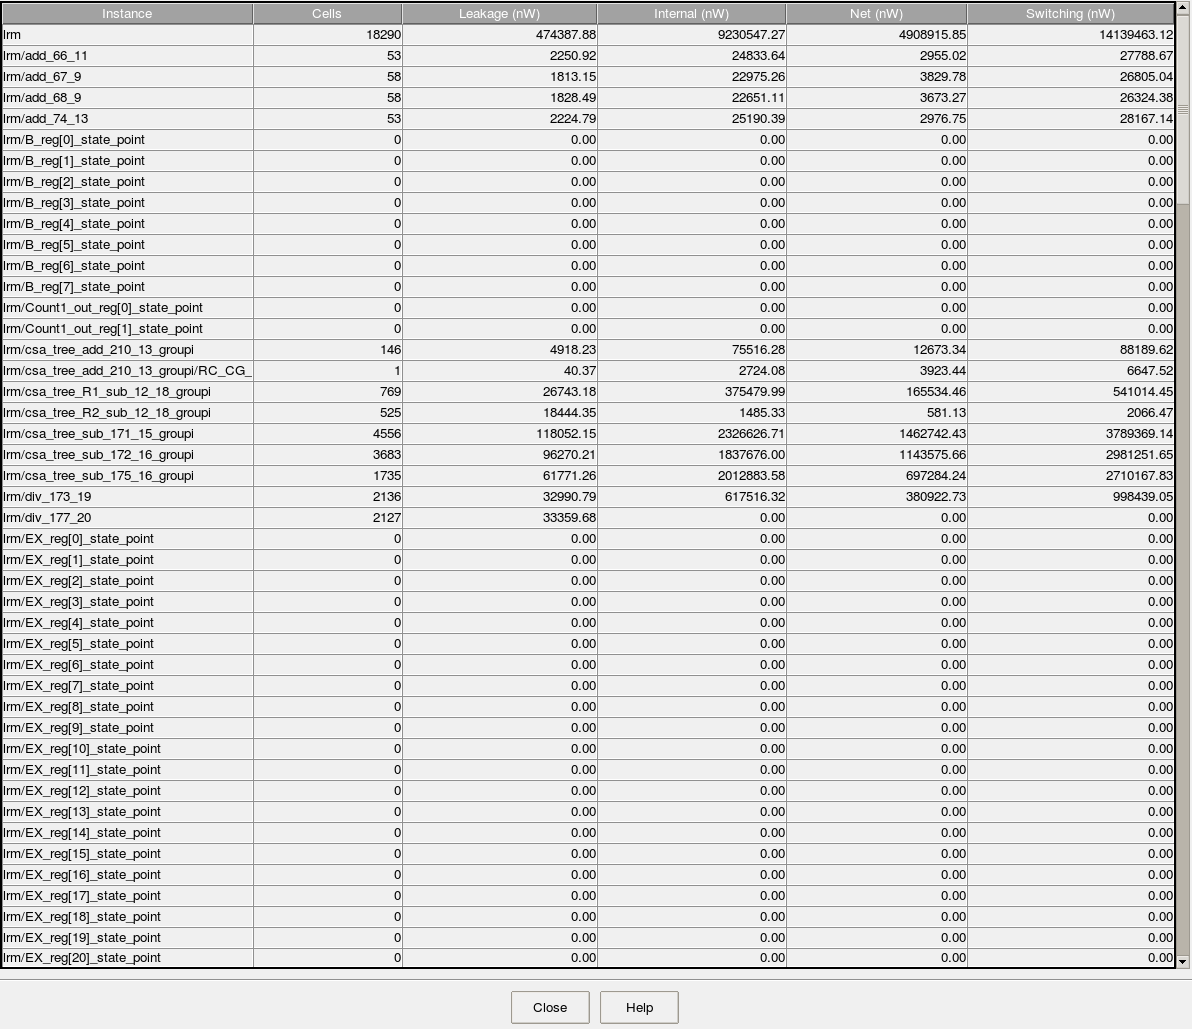 Instance Cells Leakage (nW) Internal (nW) Net (nW) Switching (nW)
lrm 18290 474387.88 9230547.27 4908915.85 14139463.12
lrm/add_66_11 53 2250.92 24833.64 2955.02 27788.67
lrm/add_67_9 58 1813.15 22975.26 3829.78 26805.04
lrm/add_68_9 58 1828.49 22651.11 3673.27 26324.38
lrm/add_74_13 53 2224.79 25190.39 2976.75 28167.14
lrm/B_reg[0]_state_point 0 0.00 0.00 0.00 0.00
lrm/B_reg[1]_state_point 0 0.00 0.00 0.00 0.00
lrm/B_reg[2]_state_point 0 0.00 0.00 0.00 0.00
lrm/B_reg[3]_state_point 0 0.00 0.00 0.00 0.00
lrm/B_reg[4]_state_point 0 0.00 0.00 0.00 0.00
lrm/B_reg[5]_state_point 0 0.00 0.00 0.00 0.00
lrm/B_reg[6]_state_point 0 0.00 0.00 0.00 0.00
lrm/B_reg[7]_state_point 0 0.00 0.00 0.00 0.00
lrm/Count1_out_reg[0]_state_point 0 0.00 0.00 0.00 0.00
lrm/Count1_out_reg[1]_state_point 0 0.00 0.00 0.00 0.00
lrm/csa_tree_add_210_13_groupi 146 4918.23 75516.28 12673.34 88189.62
lrm/csa_tree_add_210_13_groupi/RC_CG_ 1 40.37 2724.08 3923.44 6647.52
lrm/csa_tree_R1_sub_12_18_groupi 769 26743.18 375479.99 165534.46 541014.45
lrm/csa_tree_R2_sub_12_18_groupi 525 18444.35 1485.33 581.13 2066.47
lrm/csa_tree_sub_171_15_groupi 4556 118052.15 2326626.71 1462742.43 3789369.14
lrm/csa_tree_sub_172_16_groupi 3683 96270.21 1837676.00 1143575.66 2981251.65
lrm/csa_tree_sub_175_16_groupi 1735 61771.26 2012883.58 697284.24 2710167.83
lrm/div_173_19 2136 32990.79 617516.32 380922.73 998439.05
lrm/div_177_20 2127 33359.68 0.00 0.00 0.00
lrm/EX_reg[0]_state_point 0 0.00 0.00 0.00 0.00
lrm/EX_reg[1]_state_point 0 0.00 0.00 0.00 0.00
lrm/EX_reg[2]_state_point 0 0.00 0.00 0.00 0.00
lrm/EX_reg[3]_state_point 0 0.00 0.00 0.00 0.00
lrm/EX_reg[4]_state_point 0 0.00 0.00 0.00 0.00
lrm/EX_reg[5]_state_point 0 0.00 0.00 0.00 0.00
lrm/EX_reg[6]_state_point 0 0.00 0.00 0.00 0.00
lrm/EX_reg[7]_state_point 0 0.00 0.00 0.00 0.00
lrm/EX_reg[8]_state_point 0 0.00 0.00 0.00 0.00
lrm/EX_reg[9]_state_point 0 0.00 0.00 0.00 0.00
lrm/EX_reg[10]_state_point 0 0.00 0.00 0.00 0.00
lrm/EX_reg[11]_state_point 0 0.00 0.00 0.00 0.00
lrm/EX_reg[12]_state_point 0 0.00 0.00 0.00 0.00
lrm/EX_reg[13]_state_point 0 0.00 0.00 0.00 0.00
lrm/EX_reg[14]_state_point 0 0.00 0.00 0.00 0.00
lrm/EX_reg[15]_state_point 0 0.00 0.00 0.00 0.00
lrm/EX_reg[16]_state_point 0 0.00 0.00 0.00 0.00
lrm/EX_reg[17]_state_point 0 0.00 0.00 0.00 0.00
lrm/EX_reg[18]_state_point 0 0.00 0.00 0.00 0.00
lrm/EX_reg[19]_state_point 0 0.00 0.00 0.00 0.00
lrm/EX_reg[20]_state_point 0 0.00 0.00 0.00 0.00
Close Help